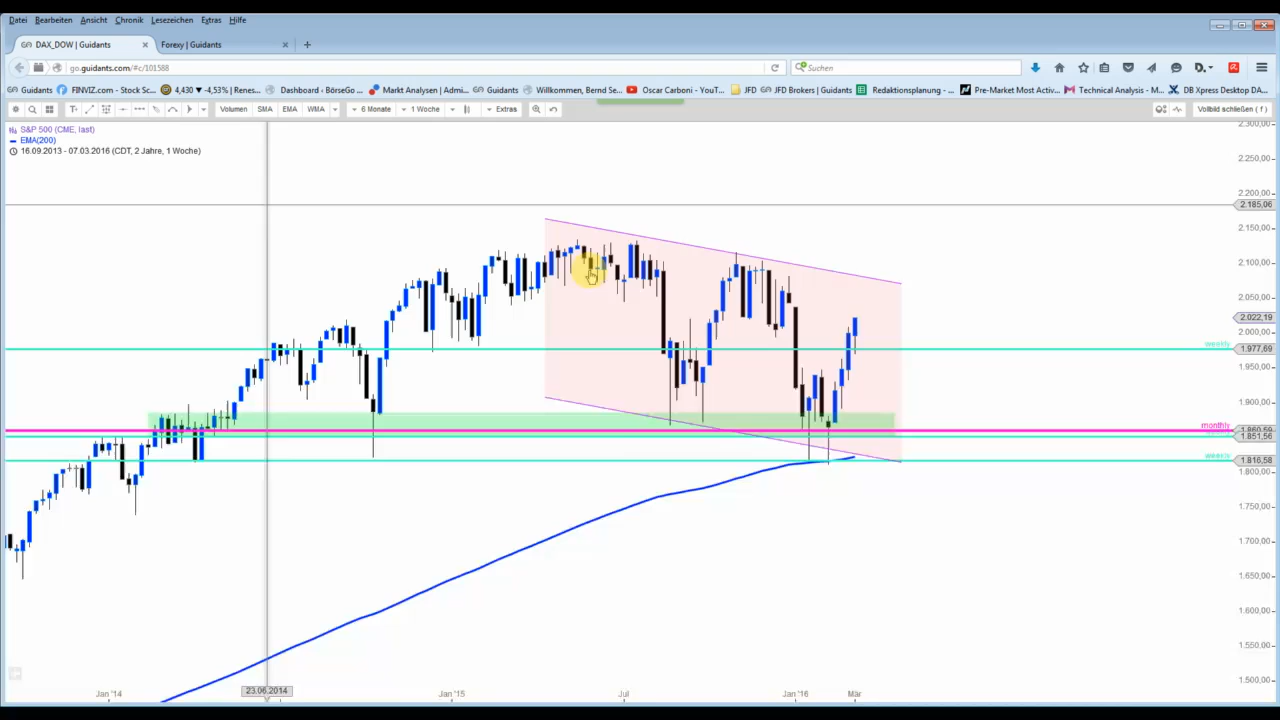 Datei Bearbeiten Ansicht Chronik Lesezeichen Extras Hilfe
DAX_DOW | Guidants Forexy | Guidants
go.guidants.com/#c/101588 Suchen
Guidants FINVIZ.com - Stock Sc... 4,430 ▼ -4,53% | Renes... Dashboard - BörseGo ... Markt Analysen | Admi... Guidants Willkommen, Bernd Se... Oscar Carboni - YouT... JFD JFD Brokers | Guidants Redaktionsplanung - ... Pre-Market Most Activ... Technical Analysis - M... DB Xpress Desktop DA...
Volumen SMA EMA WMA 6 Monate 1 Woche Extras Vollbild schließen ( f )
S&P 500 (CME, last)
EMA(200)
16.09.2013 - 07.03.2016 (CDT, 2 Jahre, 1 Woche)
2.300,00
2.250,00
2.200,00
2.185,06
2.150,00
2.100,00
2.050,00
2.022,19
2.000,00
weekly 1.977,69
1.950,00
1.900,00
monthly 1.860,59
1.851,56
weekly 1.816,58
1.800,00
1.750,00
1.700,00
1.650,00
1.600,00
1.550,00
1.500,00
Jan '14 23.06.2014 Jan '15 Jul Jan '16 Mär